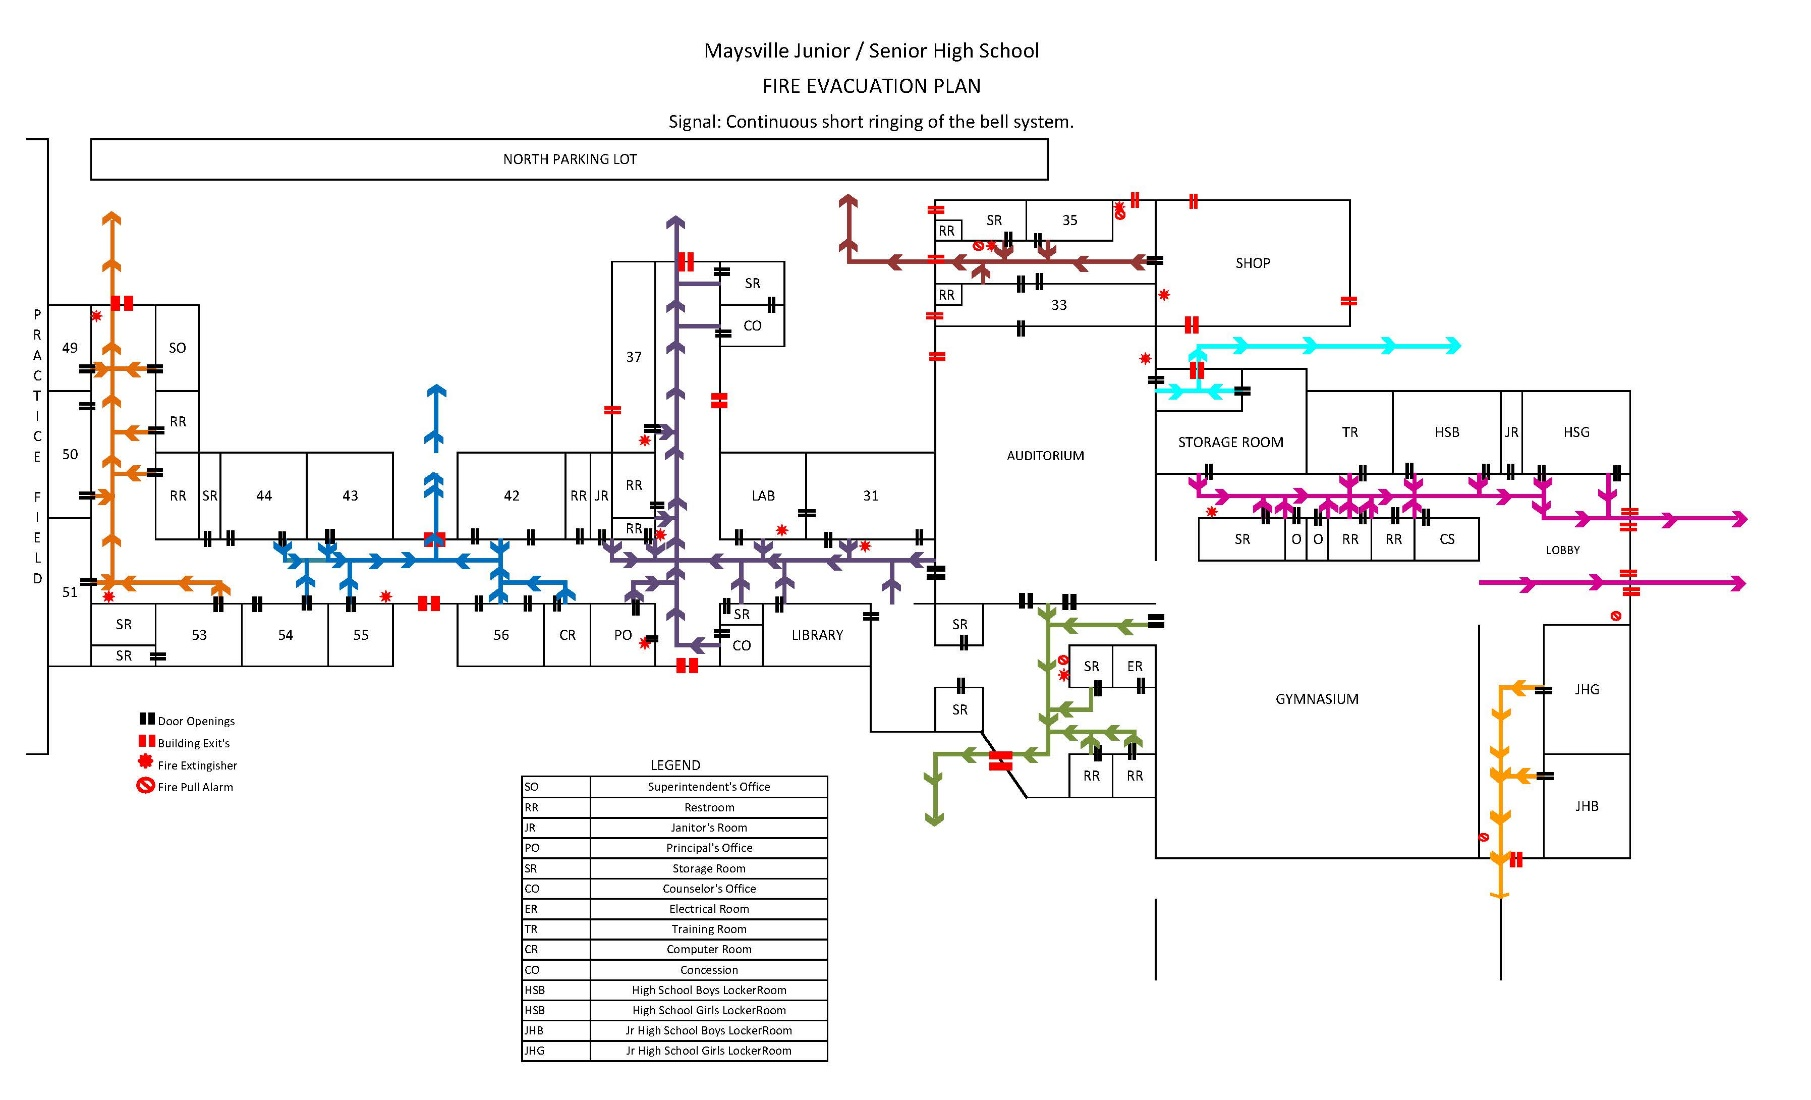 Maysville Junior / Senior High School
FIRE EVACUATION PLAN
Signal: Continuous short ringing of the bell system.
NORTH PARKING LOT
PRACTICE FIELD
SR
35
RR
SHOP
RR
33
SR
CO
37
49
SO
RR
50
RR
SR
44
43
42
RR
JR
RR
RR
LAB
31
AUDITORIUM
STORAGE ROOM
TR
HSB
JR
HSG
SR
O
O
RR
RR
CS
LOBBY
51
SR
SR
53
54
55
56
CR
PO
SR
CO
LIBRARY
SR
SR
SR
ER
RR
RR
GYMNASIUM
JHG
JHB
Door Openings
Building Exit's
Fire Extingisher
Fire Pull Alarm
LEGEND
SO Superintendent's Office
RR Restroom
JR Janitor's Room
PO Principal's Office
SR Storage Room
CO Counselor's Office
ER Electrical Room
TR Training Room
CR Computer Room
CO Concession
HSB High School Boys LockerRoom
HSB High School Girls LockerRoom
JHB Jr High School Boys LockerRoom
JHG Jr High School Girls LockerRoom